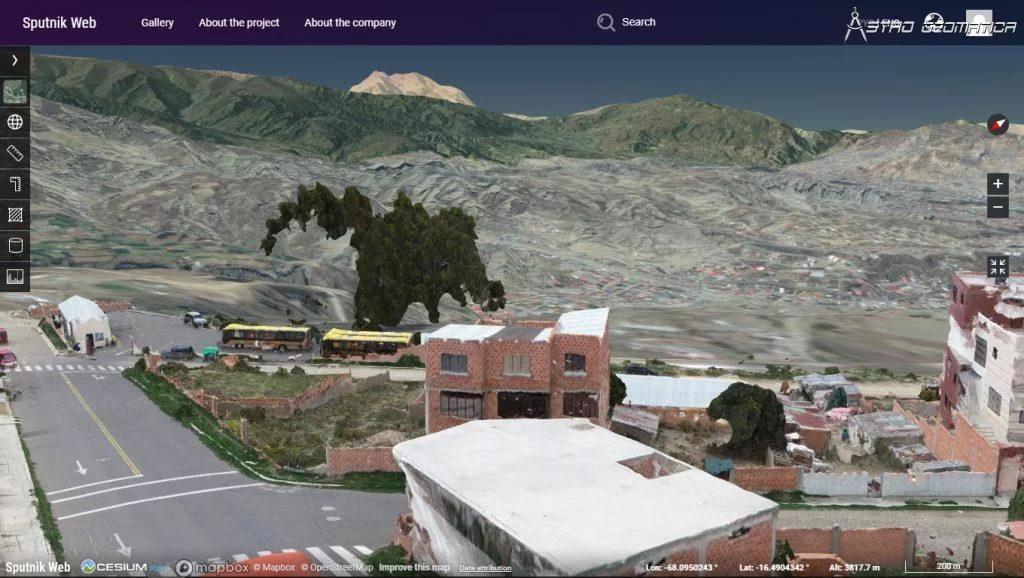 Sputnik Web
Gallery
About the project
About the company
Search
ASTRO GEOMATICA
Sputnik Web
CESIUM ion
mapbox © Mapbox © OpenStreetMap Improve this map Data attribution
Lon: -68.0950243 °
Lat: -16.4904342 °
Alt: 3817.7 m
200 m